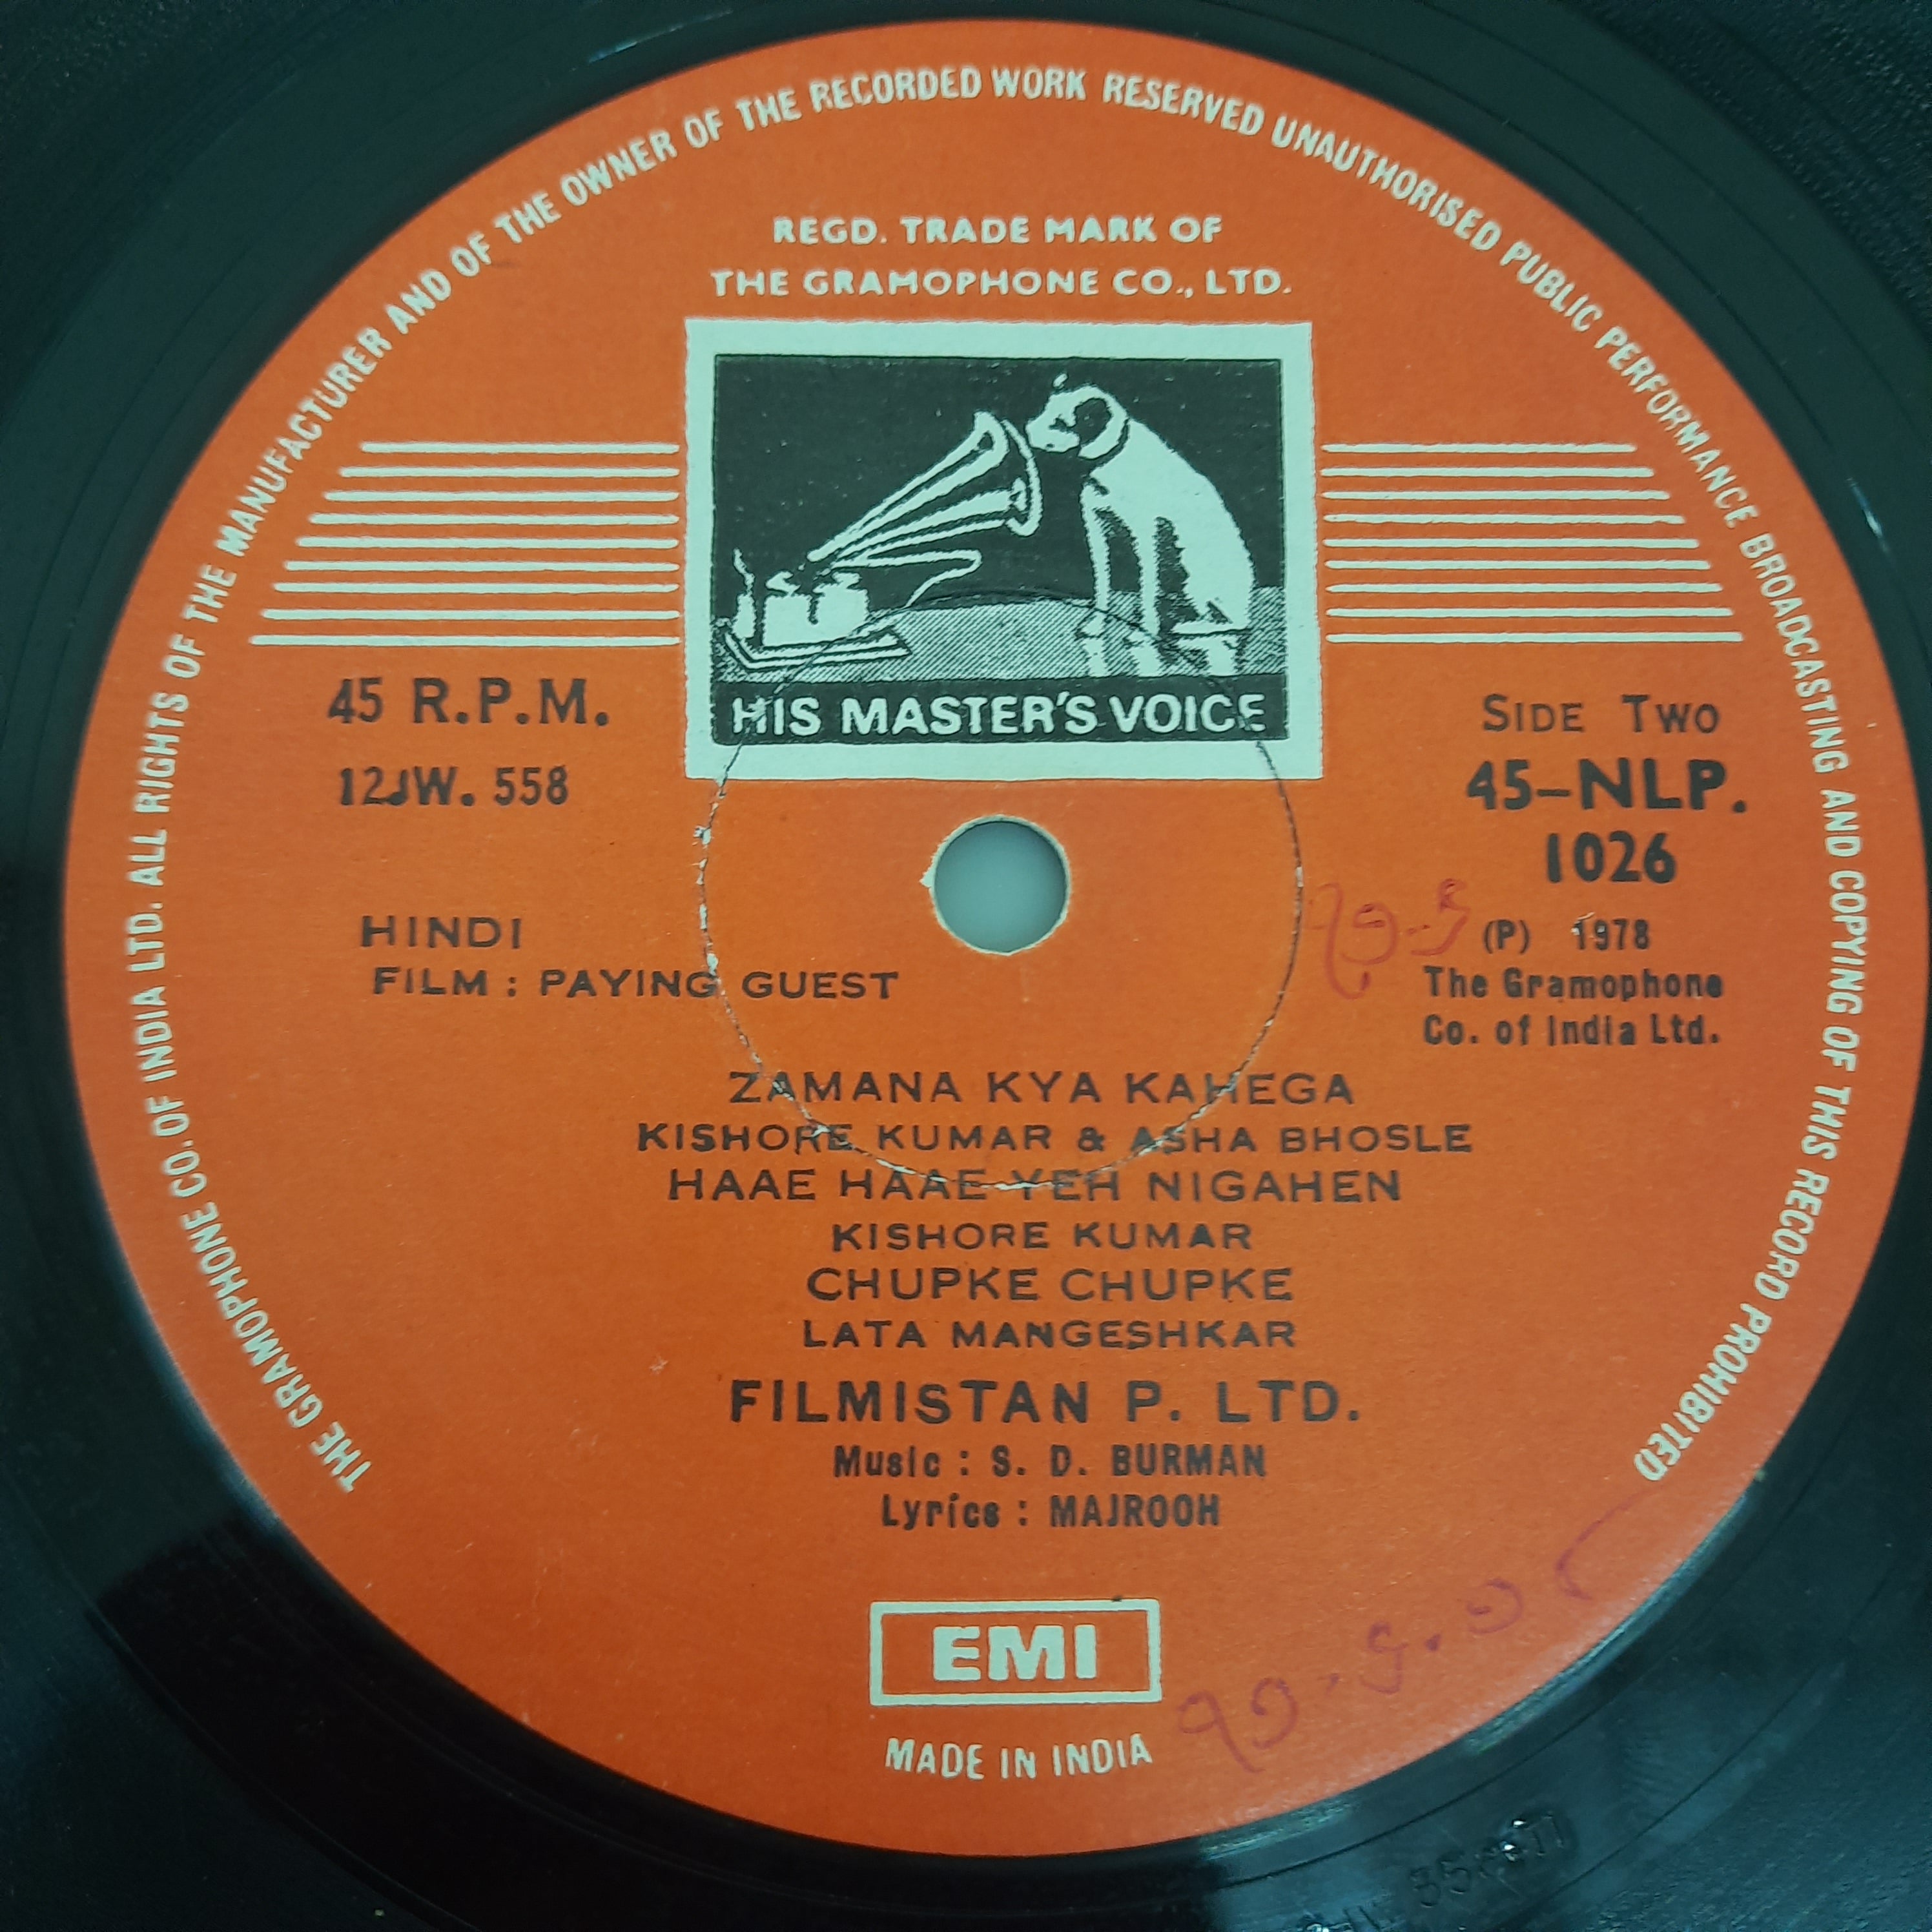 THE GRAMOPHONE CO. OF INDIA LTD. ALL RIGHTS OF THE MANUFACTURER AND OF THE OWNER OF THE RECORDED WORK RESERVED UNAUTHORISED PUBLIC PERFORMANCE BROADCASTING AND COPYING OF THIS RECORD PROHIBITED
REGD. TRADE MARK OF
THE GRAMOPHONE CO., LTD.
HIS MASTER'S VOICE
45 R.P.M.
12JW. 558
SIDE TWO
45-NLP.
1026
(P) 1978
The Gramophone
Co. of India Ltd.
HINDI
FILM : PAYING GUEST
ZAMANA KYA KAHEGA
KISHORE KUMAR & ASHA BHOSLE
HAAE HAAE YEH NIGAHEN
KISHORE KUMAR
CHUPKE CHUPKE
LATA MANGESHKAR
FILMISTAN P. LTD.
Music : S. D. BURMAN
Lyrics : MAJROOH
EMI
MADE IN INDIA